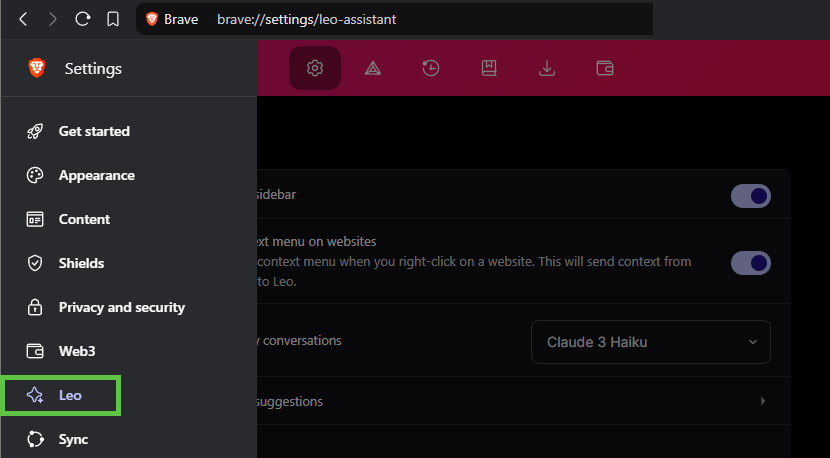 Brave brave://settings/leo-assistant
Settings
Get started
Appearance
Content
Shields
Privacy and security
Web3
Leo
Sync
sidebar
ext menu on websites
context menu when you right-click on a website. This will send context from
to Leo.
conversations
Claude 3 Haiku
suggestions